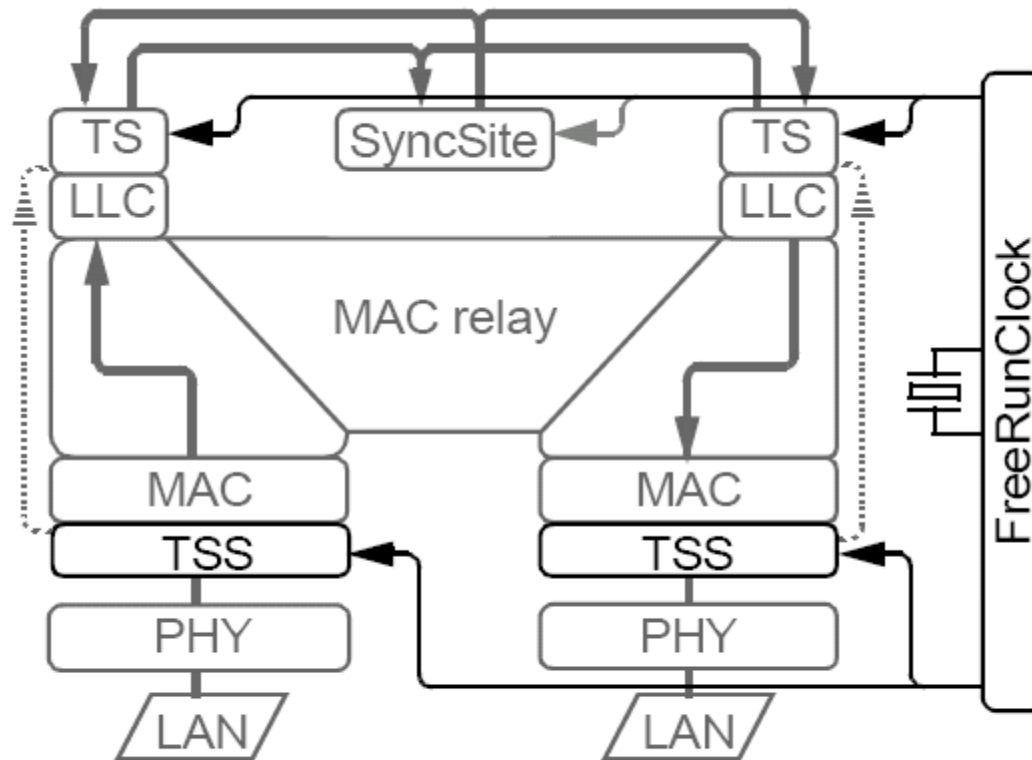 TS
SyncSite
TS
LLC
LLC
MAC relay
FreeRunClock
MAC
MAC
TSS
TSS
PHY
PHY
LAN
LAN